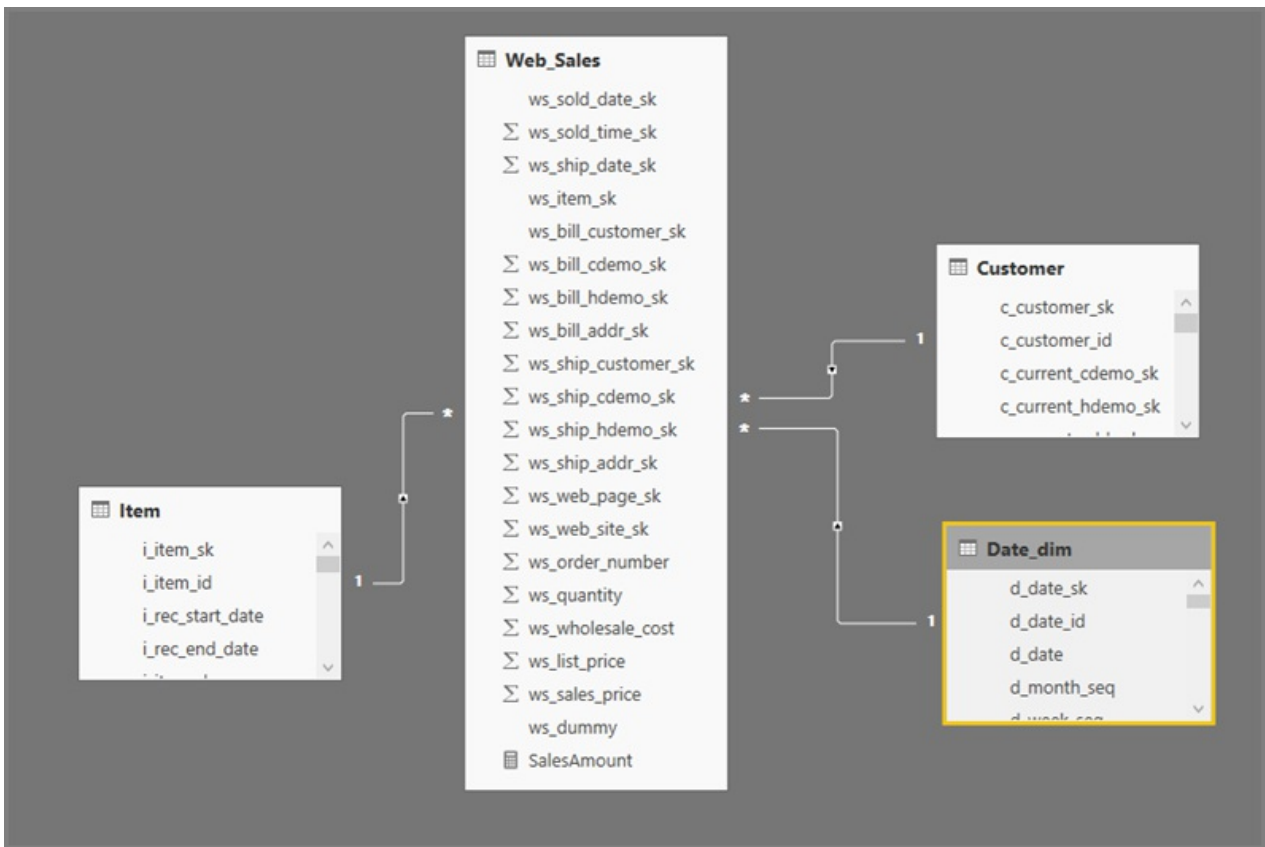 Web_Sales
ws_sold_date_sk
∑ ws_sold_time_sk
∑ ws_ship_date_sk
ws_item_sk
ws_bill_customer_sk
∑ ws_bill_cdemo_sk
∑ ws_bill_hdemo_sk
∑ ws_bill_addr_sk
∑ ws_ship_customer_sk
∑ ws_ship_cdemo_sk
∑ ws_ship_hdemo_sk
∑ ws_ship_addr_sk
∑ ws_web_page_sk
∑ ws_web_site_sk
∑ ws_order_number
∑ ws_quantity
∑ ws_wholesale_cost
∑ ws_list_price
∑ ws_sales_price
ws_dummy
SalesAmount
*
1
Item
i_item_sk
i_item_id
i_rec_start_date
i_rec_end_date
*
1
Customer
c_customer_sk
c_customer_id
c_current_cdemo_sk
c_current_hdemo_sk
*
1
Date_dim
d_date_sk
d_date_id
d_date
d_month_seq